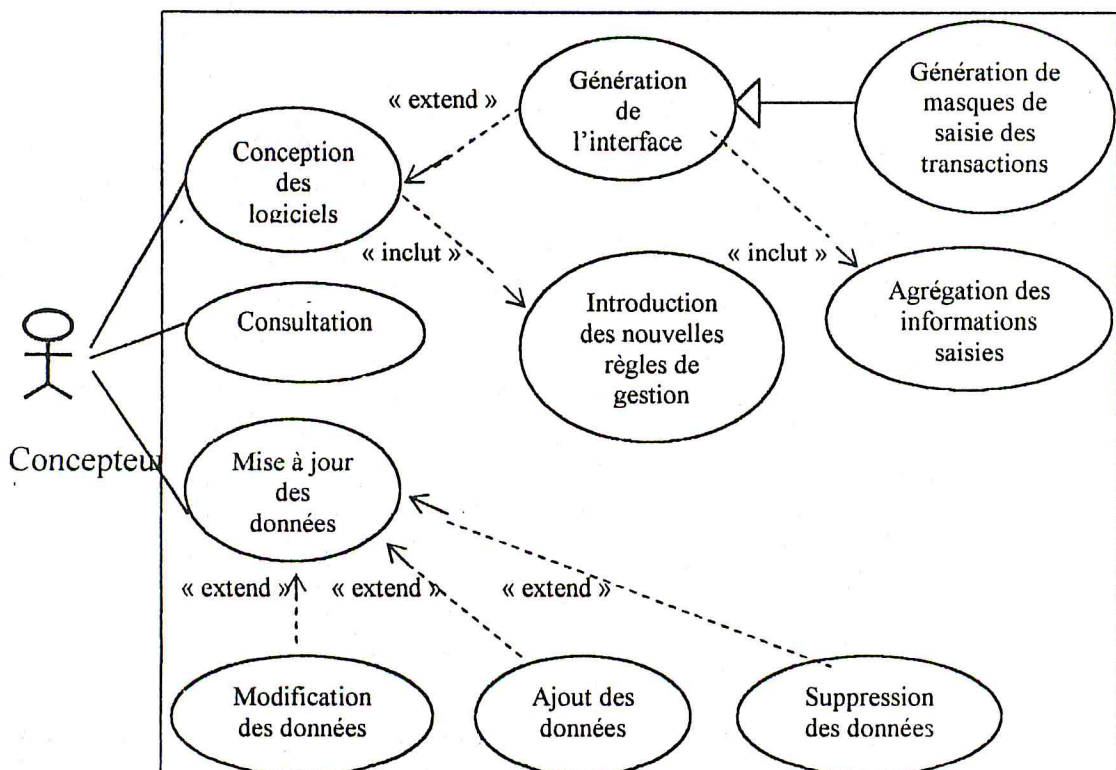 « extend »
Génération
de
l'interface
Génération de
masques de
saisie des
transactions
Conception
des
logiciels
« inclut »
« inclut »
Consultation
Introduction
des nouvelles
règles de
gestion
Agrégation des
informations
saisies
Concepteur
Mise à jour
des
données
« extend »
« extend »
« extend »
Modification
des données
Ajout des
données
Suppression
des données